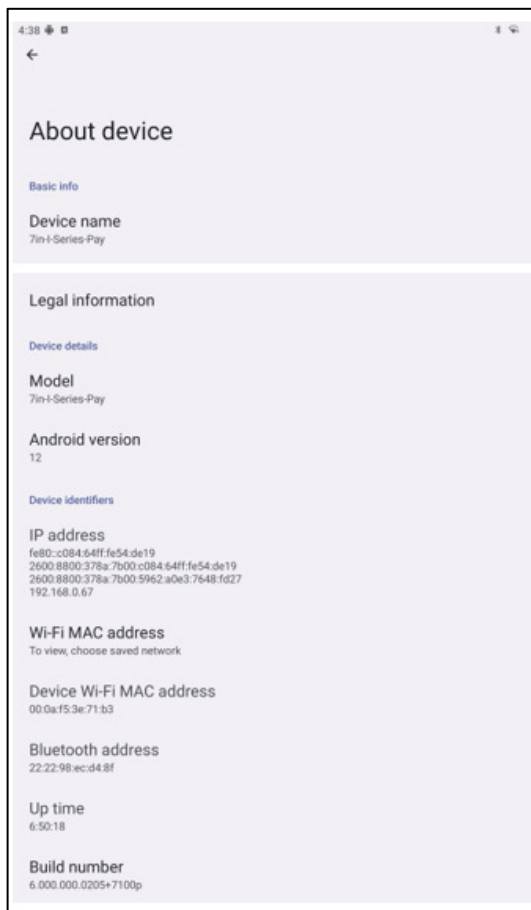 4:38
About device
Basic info
Device name
7in-I-Series-Pay
Legal information
Device details
Model
7in-I-Series-Pay
Android version
12
Device identifiers
IP address
fe80::c084:64ff:fe54:de19
2600:8800:378a:7b00:c084:64ff:fe54:de19
2600:8800:378a:7b00:5962:a0e3:7648:fd27
192.168.0.67
Wi-Fi MAC address
To view, choose saved network
Device Wi-Fi MAC address
00:0a:f5:3e:71:b3
Bluetooth address
22:22:98:ec:d4:8f
Up time
6:50:18
Build number
6.000.000.0205+7100p